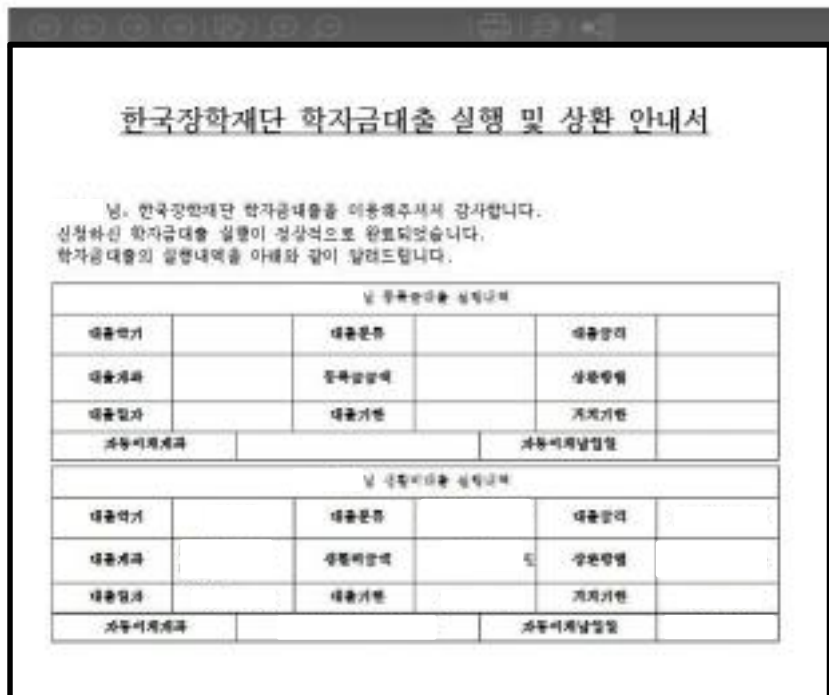 한국장학재단 학자금대출 실행 및 상환 안내서
님, 한국장학재단 학자금대출을 이용해주셔서 감사합니다.
신청하신 학자금대출 실행이 정상적으로 완료되었습니다.
학자금대출의 실행내역을 아래와 같이 알려드립니다.
님 등록금대출 실행내역
대출학기 대출분류 대출금리
대출계좌 등록금금액 상환방법
대출일자 대출기한 거치기한
자동이체계좌 자동이체납입일
님 생활비대출 실행내역
대출학기 대출분류 대출금리
대출계좌 생활비금액 상환방법
대출일자 대출기한 거치기한
자동이체계좌 자동이체납입일